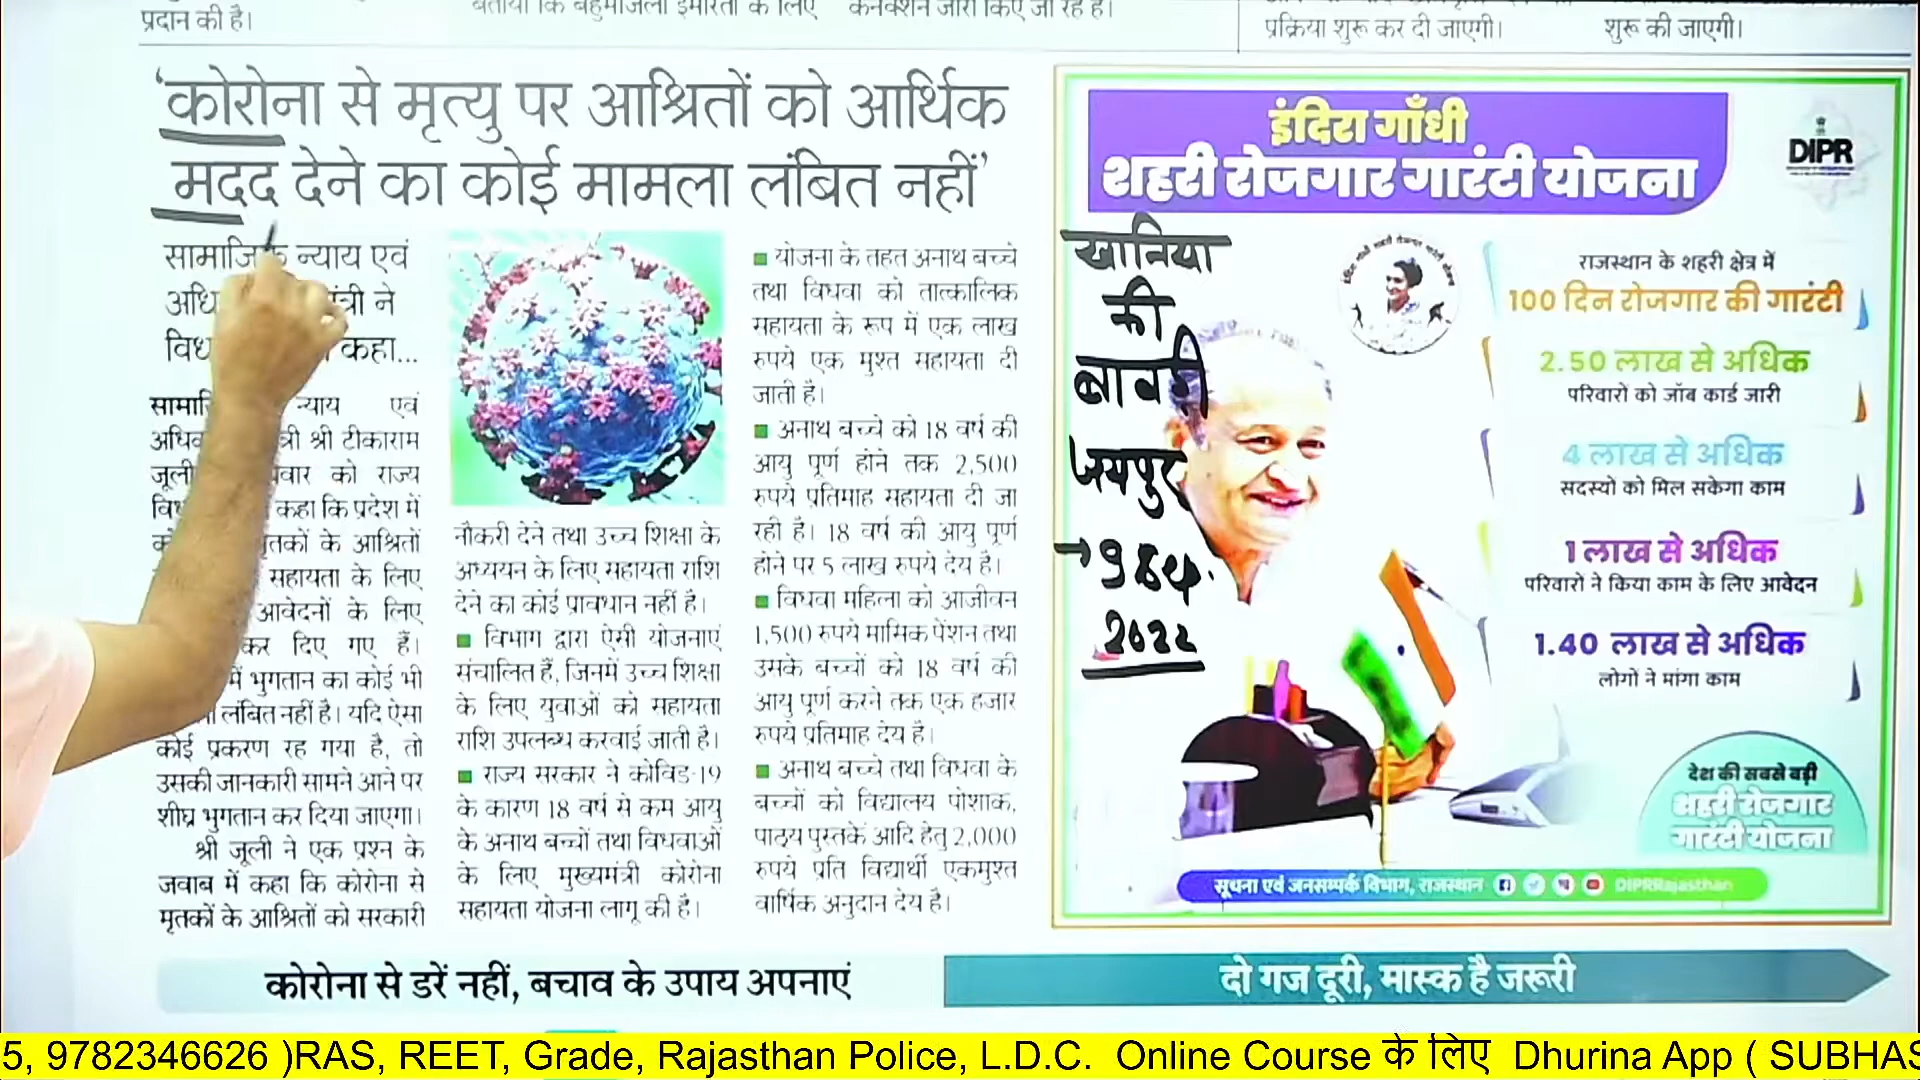 प्रदान की है।
बताया कि बहुमंजिला इमारतों के लिए
कनेक्शन जारी किए जा रहे हैं।
प्रक्रिया शुरू कर दी जाएगी।
शुरू की जाएगी।
‘कोरोना से मृत्यु पर आश्रितों को आर्थिक
मदद देने का कोई मामला लंबित नहीं’
सामाजिक न्याय एवं
अधि मंत्री ने
विध कहा...
सामाजि न्याय एवं
अधिका श्री टीकाराम
जूली को राज्य
कहा कि प्रदेश में
के आश्रितों
सहायता के लिए
आवेदनों के लिए
कर दिए गए हैं।
में भुगतान का कोई भी
लंबित नहीं है। यदि ऐसा
कोई प्रकरण रह गया है, तो
उसकी जानकारी सामने आने पर
शीघ्र भुगतान कर दिया जाएगा।
श्री जूली ने एक प्रश्न के
जवाब में कहा कि कोरोना से
मृतकों के आश्रितों को सरकारी
नौकरी देने तथा उच्च शिक्षा के
अध्ययन के लिए सहायता राशि
देने का कोई प्रावधान नहीं है।
■ विभाग द्वारा ऐसी योजनाएं
संचालित हैं, जिनमें उच्च शिक्षा
के लिए युवाओं को सहायता
राशि उपलब्ध करवाई जाती है।
■ राज्य सरकार ने कोविड-19
के कारण 18 वर्ष से कम आयु
के अनाथ बच्चों तथा विधवाओं
के लिए मुख्यमंत्री कोरोना
सहायता योजना लागू की है।
■ योजना के तहत अनाथ बच्चे
तथा विधवा को तात्कालिक
सहायता के रूप में एक लाख
रुपये एक मुश्त सहायता दी
जाती है।
■ अनाथ बच्चे को 18 वर्ष की
आयु पूर्ण होने तक 2,500
रुपये प्रतिमाह सहायता दी जा
रही है। 18 वर्ष की आयु पूर्ण
होने पर 5 लाख रुपये देय है।
■ विधवा महिला को आजीवन
1,500 रुपये मासिक पेंशन तथा
उसके बच्चों को 18 वर्ष की
आयु पूर्ण करने तक एक हजार
रुपये प्रतिमाह देय है।
■ अनाथ बच्चे तथा विधवा के
बच्चों को विद्यालय पोशाक,
पाठ्य पुस्तकें आदि हेतु 2,000
रुपये प्रति विद्यार्थी एकमुश्त
वार्षिक अनुदान देय है।
इंदिरा गाँधी
शहरी रोजगार गारंटी योजना
DIPR
खानिया
की
बावड़ी
जयपुर
2022
राजस्थान के शहरी क्षेत्र में
100 दिन रोजगार की गारंटी
2.50 लाख से अधिक
परिवारों को जॉब कार्ड जारी
4 लाख से अधिक
सदस्यों को मिल सकेगा काम
1 लाख से अधिक
परिवारों ने किया काम के लिए आवेदन
1.40 लाख से अधिक
लोगों ने मांगा काम
देश की सबसे बड़ी
शहरी रोजगार
गारंटी योजना
सूचना एवं जनसम्पर्क विभाग, राजस्थान DIPRRajasthan
कोरोना से डरें नहीं, बचाव के उपाय अपनाएं
दो गज दूरी, मास्क है जरूरी
5, 9782346626 )RAS, REET, Grade, Rajasthan Police, L.D.C. Online Course के लिए Dhurina App ( SUBHAS